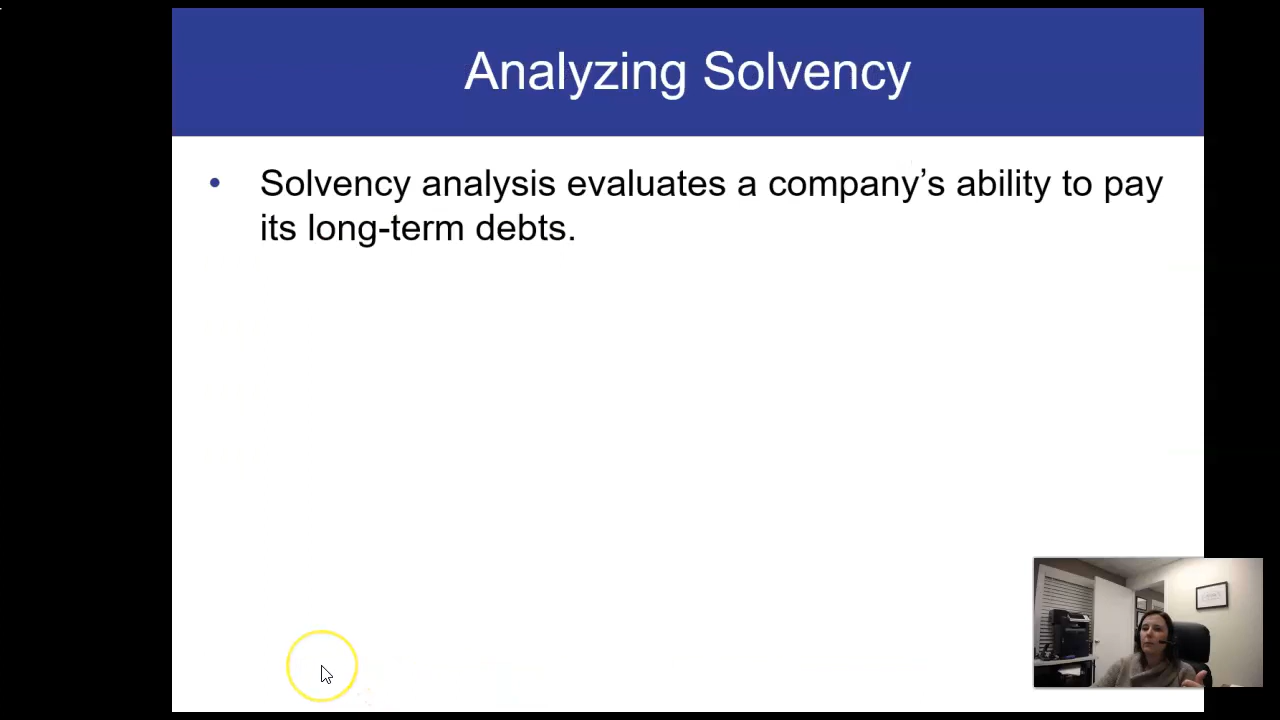 Analyzing Solvency
• Solvency analysis evaluates a company’s ability to pay
its long-term debts.